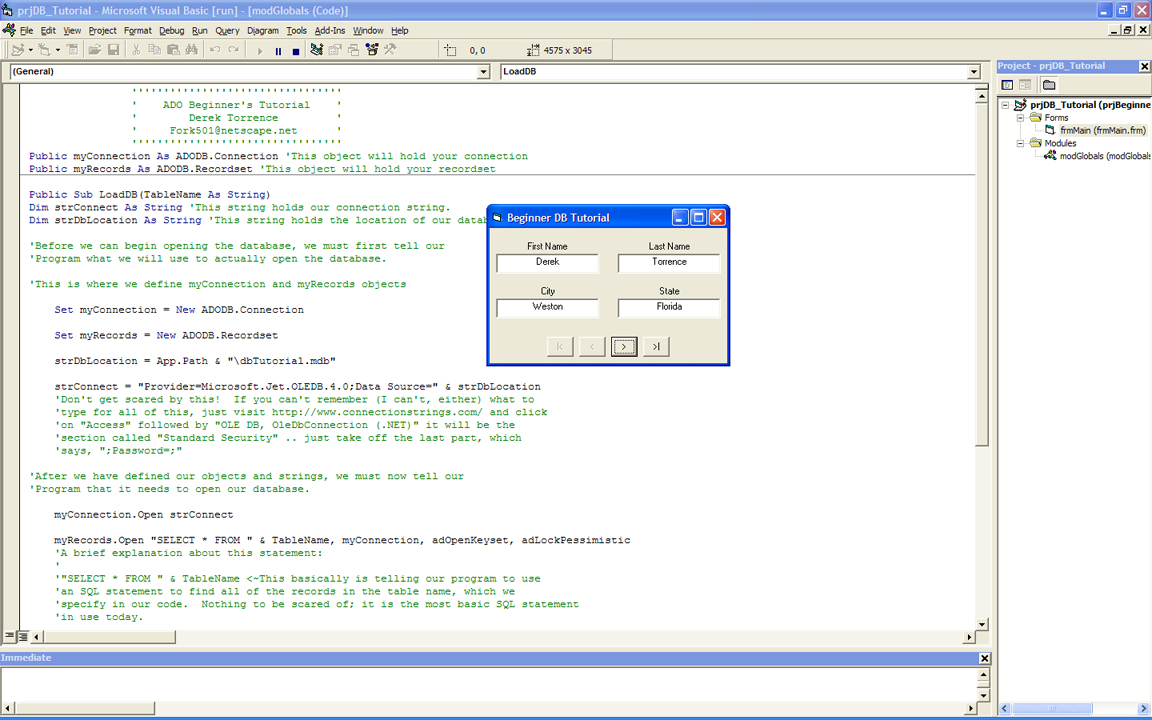 prjDB_Tutorial - Microsoft Visual Basic [run] - [modGlobals (Code)]
File Edit View Project Format Debug Run Query Diagram Tools Add-Ins Window Help
0, 0 4575 x 3045
(General) LoadDB
'''''''''''''''''''''''''''''''''
' ADO Beginner's Tutorial '
' Derek Torrence '
' Fork501@netscape.net '
'''''''''''''''''''''''''''''''''
Public myConnection As ADODB.Connection 'This object will hold your connection
Public myRecords As ADODB.Recordset 'This object will hold your recordset
Public Sub LoadDB(TableName As String)
Dim strConnect As String 'This string holds our connection string.
Dim strDbLocation As String 'This string holds the location of our datab
'Before we can begin opening the database, we must first tell our
'Program what we will use to actually open the database.
'This is where we define myConnection and myRecords objects
Set myConnection = New ADODB.Connection
Set myRecords = New ADODB.Recordset
strDbLocation = App.Path & "\dbTutorial.mdb"
strConnect = "Provider=Microsoft.Jet.OLEDB.4.0;Data Source=" & strDbLocation
'Don't get scared by this! If you can't remember (I can't, either) what to
'type for all of this, just visit http://www.connectionstrings.com/ and click
'on "Access" followed by "OLE DB, OleDbConnection (.NET)" it will be the
'section called "Standard Security" .. just take off the last part, which
'says, ";Password=;"
'After we have defined our objects and strings, we must now tell our
'Program that it needs to open our database.
myConnection.Open strConnect
myRecords.Open "SELECT * FROM " & TableName, myConnection, adOpenKeyset, adLockPessimistic
'A brief explanation about this statement:
'
'"SELECT * FROM " & TableName <~This basically is telling our program to use
'an SQL statement to find all of the records in the table name, which we
'specify in our code. Nothing to be scared of; it is the most basic SQL statement
'in use today.
Beginner DB Tutorial
First Name Last Name
Derek Torrence
City State
Weston Florida
|< < > >|
Immediate
Project - prjDB_Tutorial
prjDB_Tutorial (prjBeginne
Forms
frmMain (frmMain.frm)
Modules
modGlobals (modGlobals